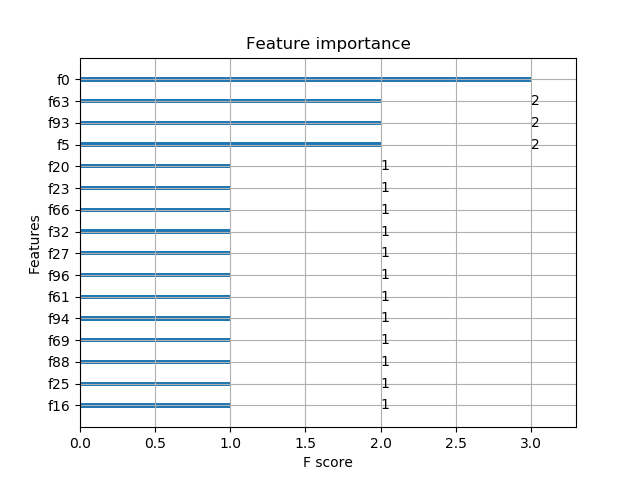 Feature importance
f0
f63 2
f93 2
f5 2
f20 1
f23 1
f66 1
f32 1
f27 1
f96 1
f61 1
f94 1
f69 1
f88 1
f25 1
f16 1
Features
0.0 0.5 1.0 1.5 2.0 2.5 3.0
F score